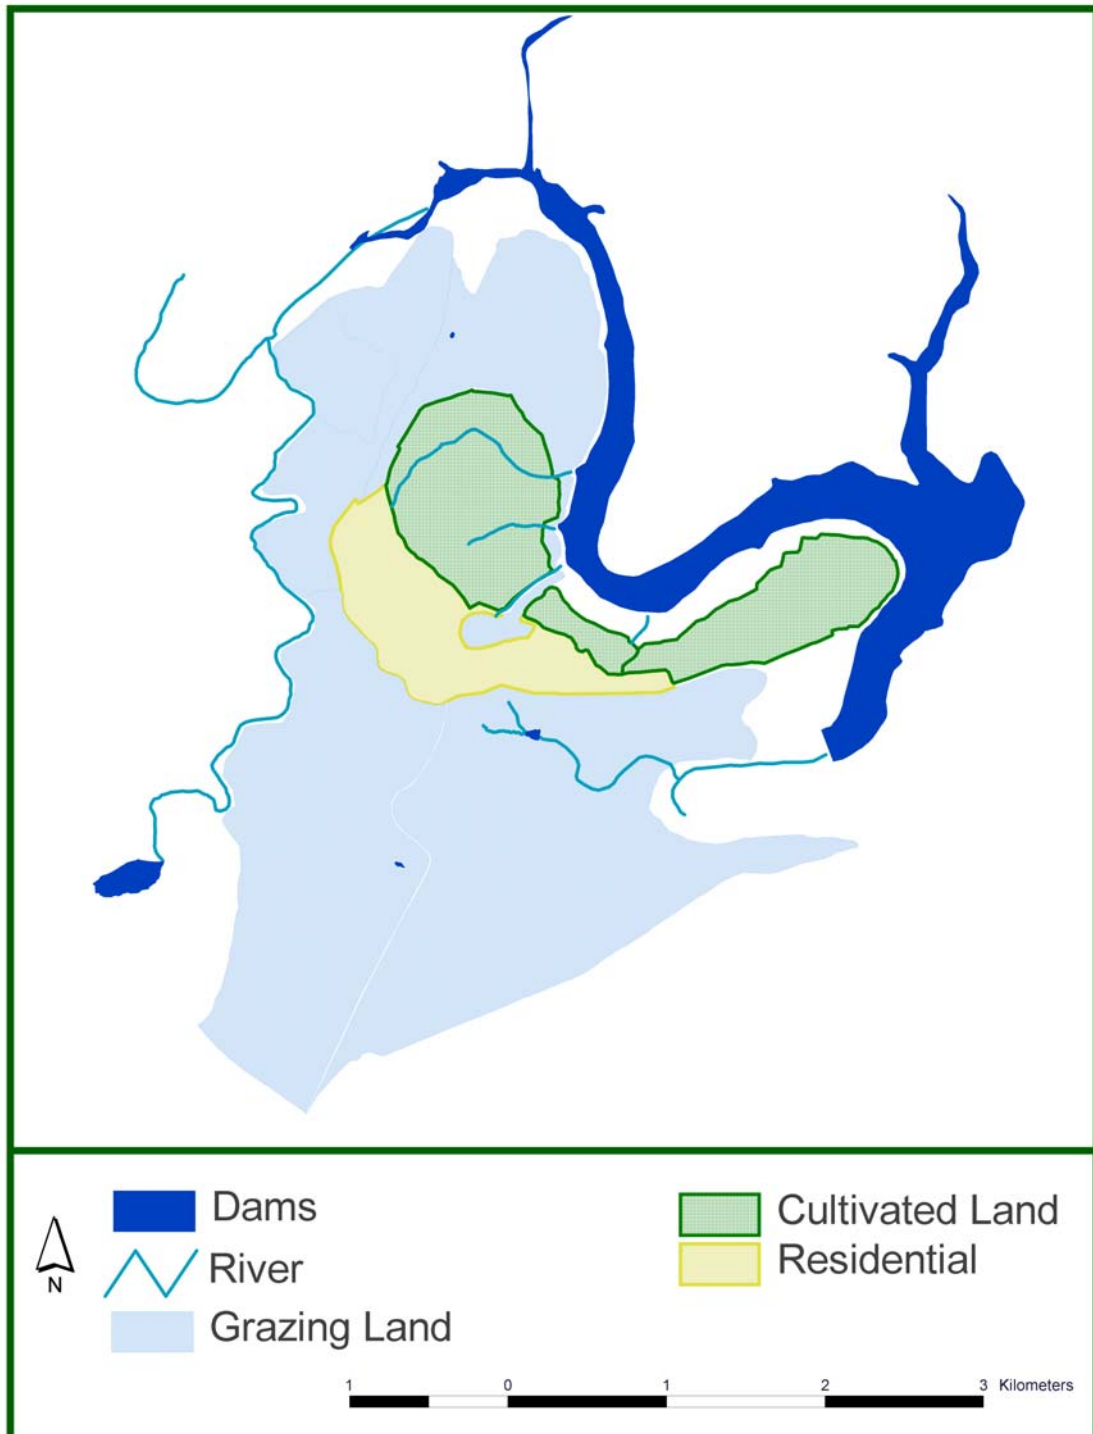 Dams
River
Grazing Land
Cultivated Land
Residential
N
1 0 1 2 3 Kilometers